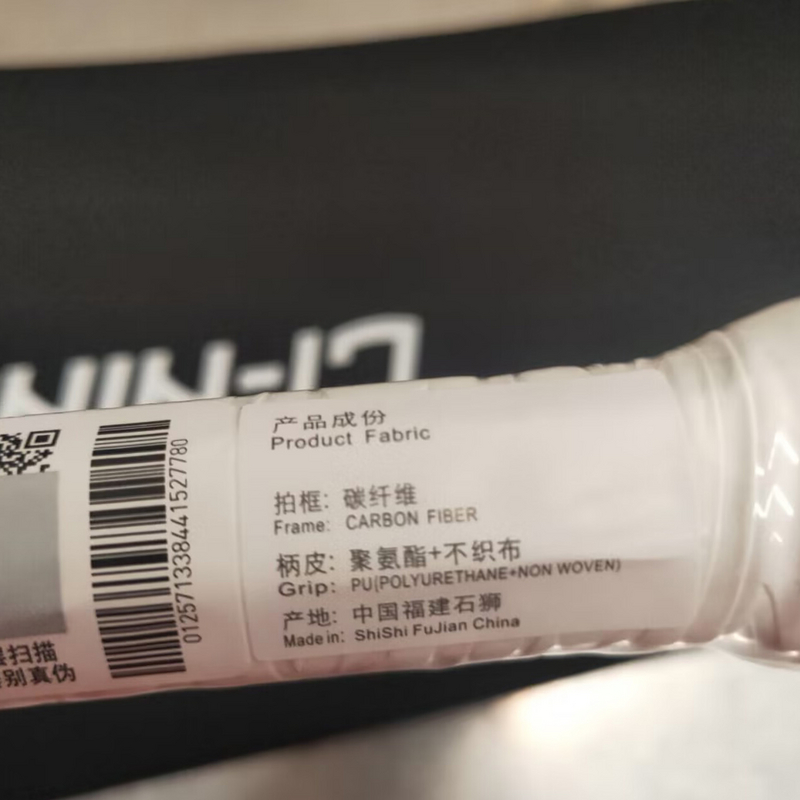 产品成份
Product Fabric
拍框：碳纤维
Frame: CARBON FIBER
柄皮：聚氨酯+不织布
Grip: PU(POLYURETHANE+NON WOVEN)
产地：中国福建石狮
Made in: ShiShi FuJian China
012571338441527780
扫描
别真伪